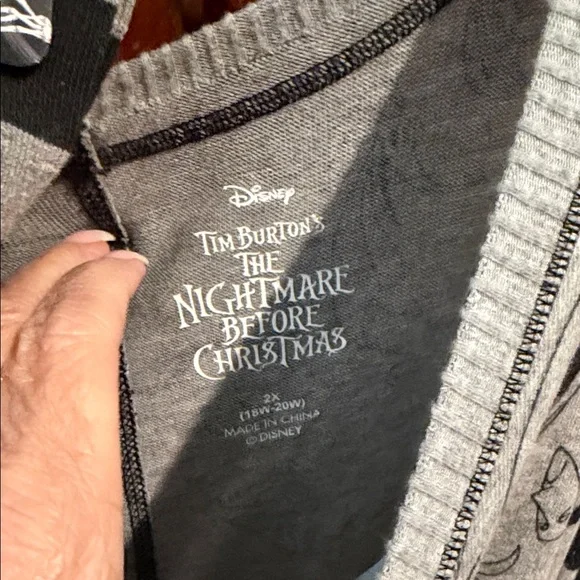 Disney
TIM BURTON'S
THE
NIGHTMARE
BEFORE
CHRISTMAS
2X
(18W-20W)
MADE IN CHINA
© DISNEY